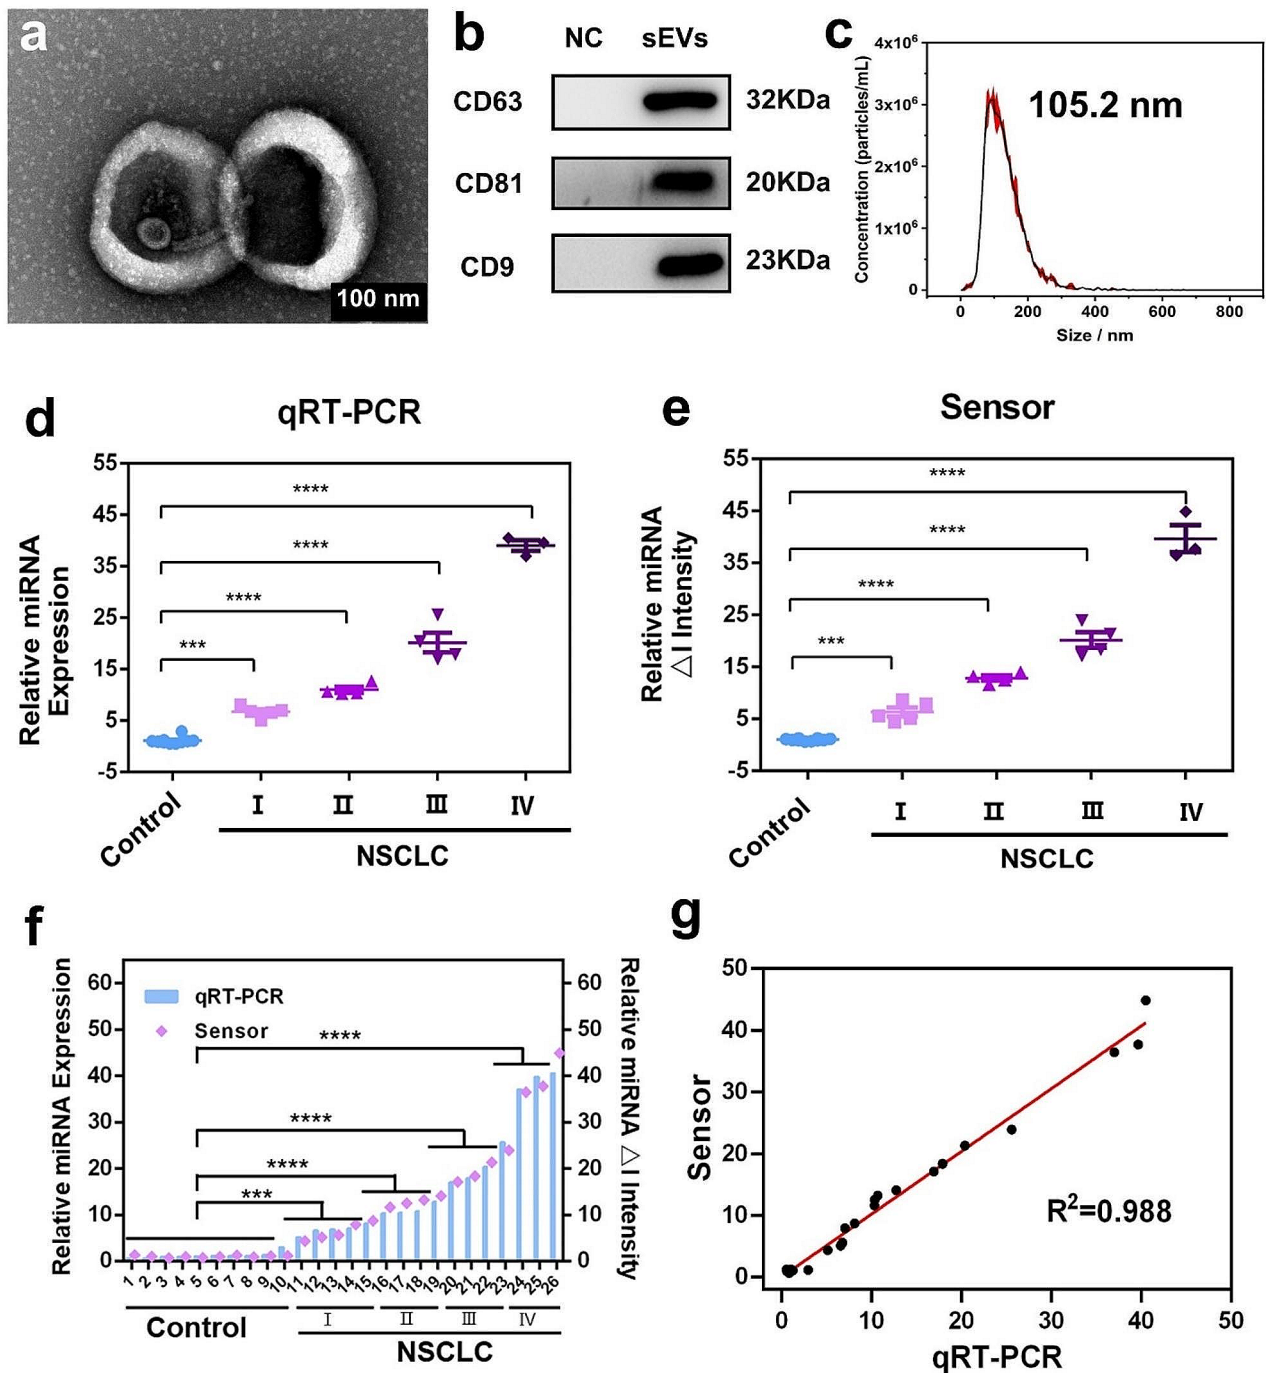 a
100 nm
b
NC sEVs
CD63 32KDa
CD81 20KDa
CD9 23KDa
c
Concentration (particles/mL)
4x10⁶
3x10⁶
2x10⁶
1x10⁶
0
105.2 nm
0 200 400 600 800
Size / nm
d
qRT-PCR
Relative miRNA
Expression
55
45
35
25
15
5
-5
****
****
****
***
Control I II III IV
NSCLC
e
Sensor
Relative miRNA
△I Intensity
55
45
35
25
15
5
-5
****
****
****
***
Control I II III IV
NSCLC
f
Relative miRNA Expression
60
50
40
30
20
10
0
qRT-PCR
Sensor
****
****
****
***
60
50
40
30
20
10
0
Relative miRNA △I Intensity
1 2 3 4 5 6 7 8 9 10 11 12 13 14 15 16 17 18 19 20 21 22 23 24 25 26
Control I II III IV
NSCLC
g
Sensor
50
40
30
20
10
0
R²=0.988
0 10 20 30 40 50
qRT-PCR